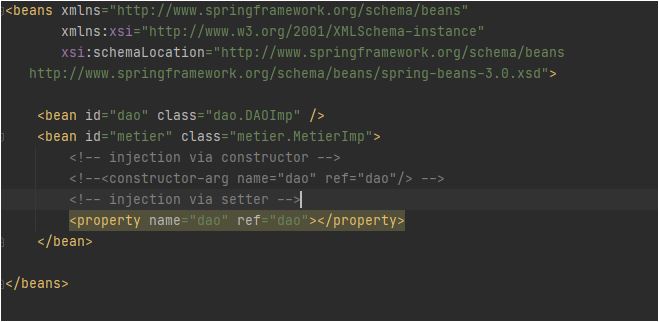 <beans xmlns="http://www.springframework.org/schema/beans"
xmlns:xsi="http://www.w3.org/2001/XMLSchema-instance"
xsi:schemaLocation="http://www.springframework.org/schema/beans
http://www.springframework.org/schema/beans/spring-beans-3.0.xsd">
<bean id="dao" class="dao.DAOImp" />
<bean id="metier" class="metier.MetierImp">
<!-- injection via constructor -->
<!--<constructor-arg name="dao" ref="dao"/> -->
<!-- injection via setter -->
<property name="dao" ref="dao"></property>
</bean>
</beans>